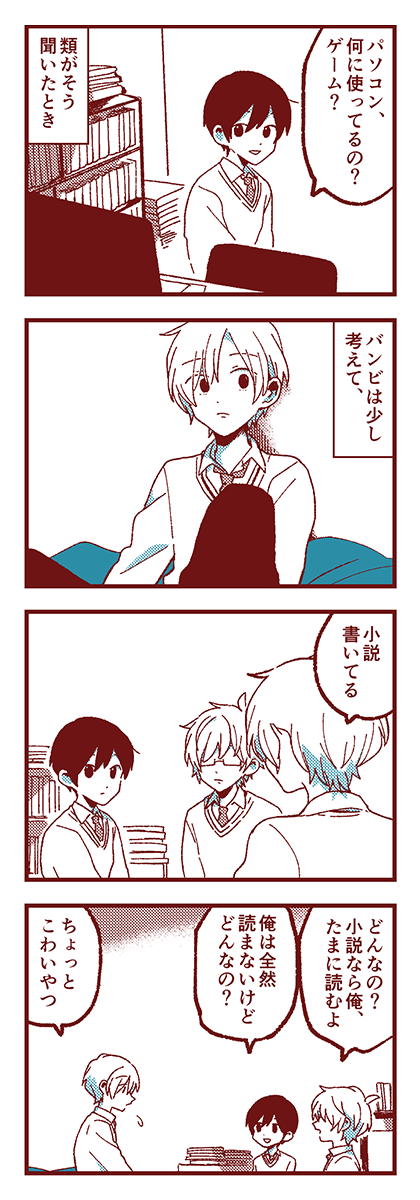 パソコン、
何に使ってるの？
ゲーム？
類がそう
聞いたとき
バンビは少し
考えて、
小説
書いてる
どんなの？
小説なら俺、
たまに読むよ
俺は全然
読まないけど
どんなの？
ちょっと
こわいやつ